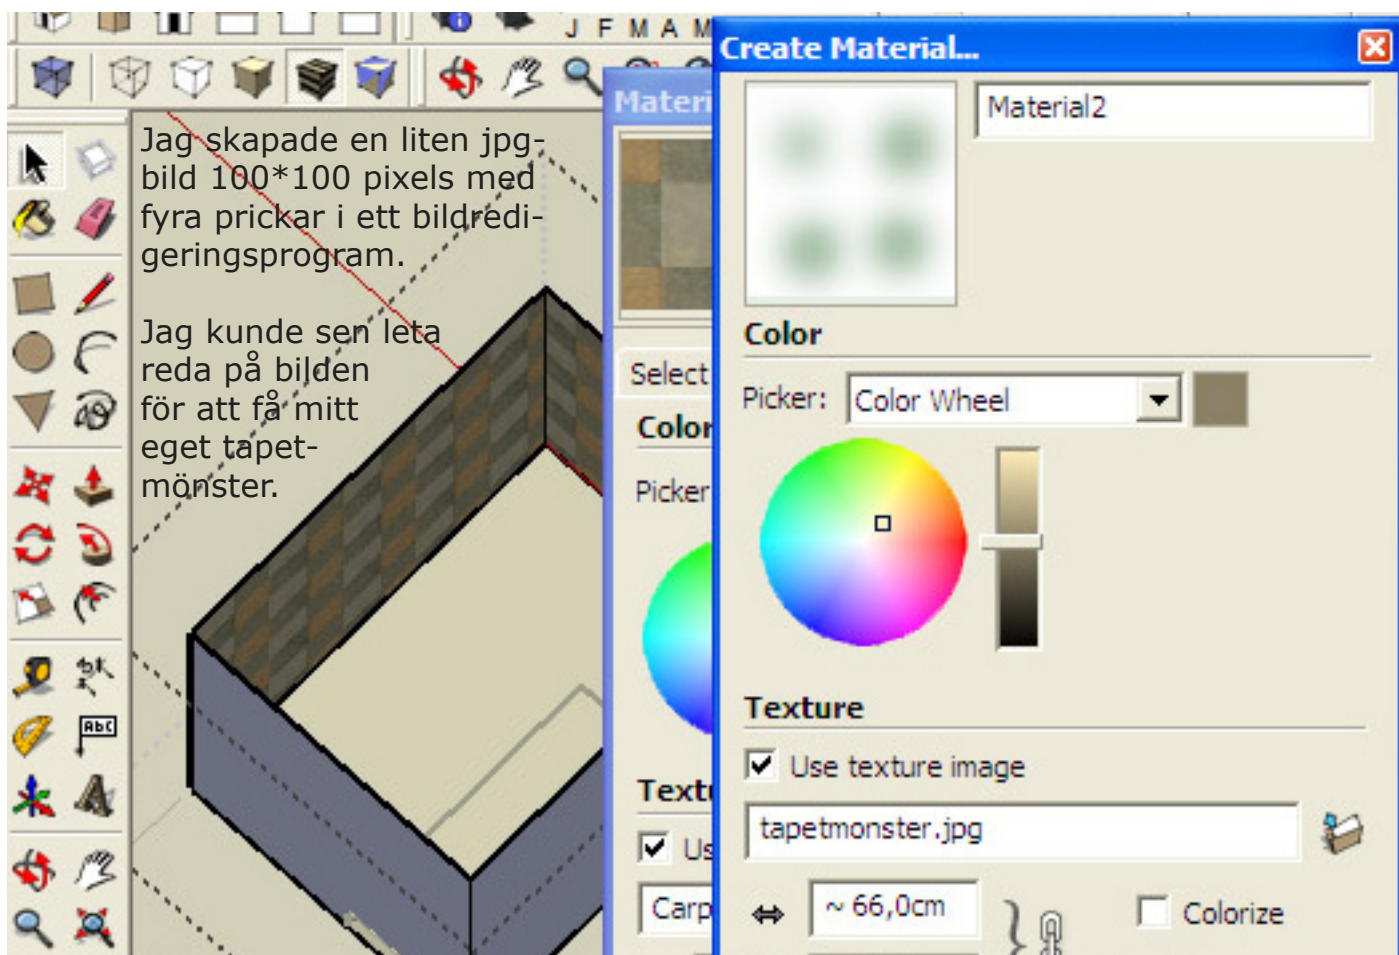 J F M A M
Create Material...
Materi
Material2
Jag skapade en liten jpg-
bild 100*100 pixels med
fyra prickar i ett bildredi-
geringsprogram.
Jag kunde sen leta
reda på bilden
för att få mitt
eget tapet-
mönster.
Select
Color
Picker
Textu
Us
Carp
Color
Picker:
Color Wheel
Texture
Use texture image
tapetmonster.jpg
~ 66,0cm
Colorize
Abc